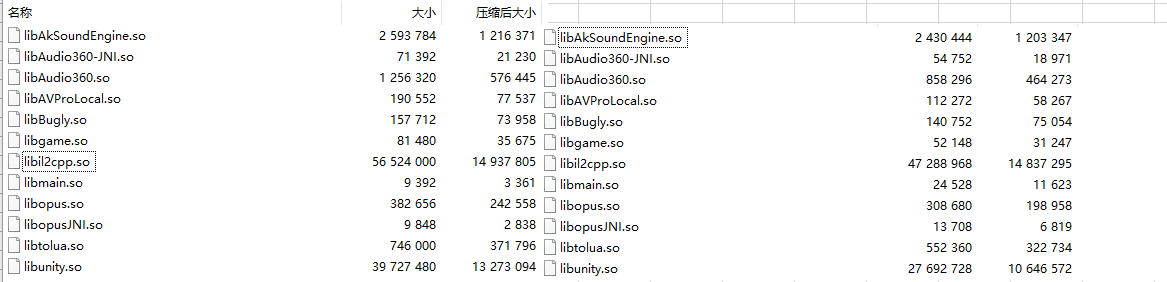 名称 大小 压缩后大小
libAkSoundEngine.so 2 593 784 1 216 371
libAudio360-JNI.so 71 392 21 230
libAudio360.so 1 256 320 576 445
libAVProLocal.so 190 552 77 537
libBugly.so 157 712 73 958
libgame.so 81 480 35 675
libil2cpp.so 56 524 000 14 937 805
libmain.so 9 392 3 361
libopus.so 382 656 242 558
libopusJNI.so 9 848 2 838
libtolua.so 746 000 371 796
libunity.so 39 727 480 13 273 094
libAkSoundEngine.so 2 430 444 1 203 347
libAudio360-JNI.so 54 752 18 971
libAudio360.so 858 296 464 273
libAVProLocal.so 112 272 58 267
libBugly.so 140 752 75 054
libgame.so 52 148 31 247
libil2cpp.so 47 288 968 14 837 295
libmain.so 24 528 11 623
libopus.so 308 680 198 958
libopusJNI.so 13 708 6 819
libtolua.so 552 360 322 734
libunity.so 27 692 728 10 646 572